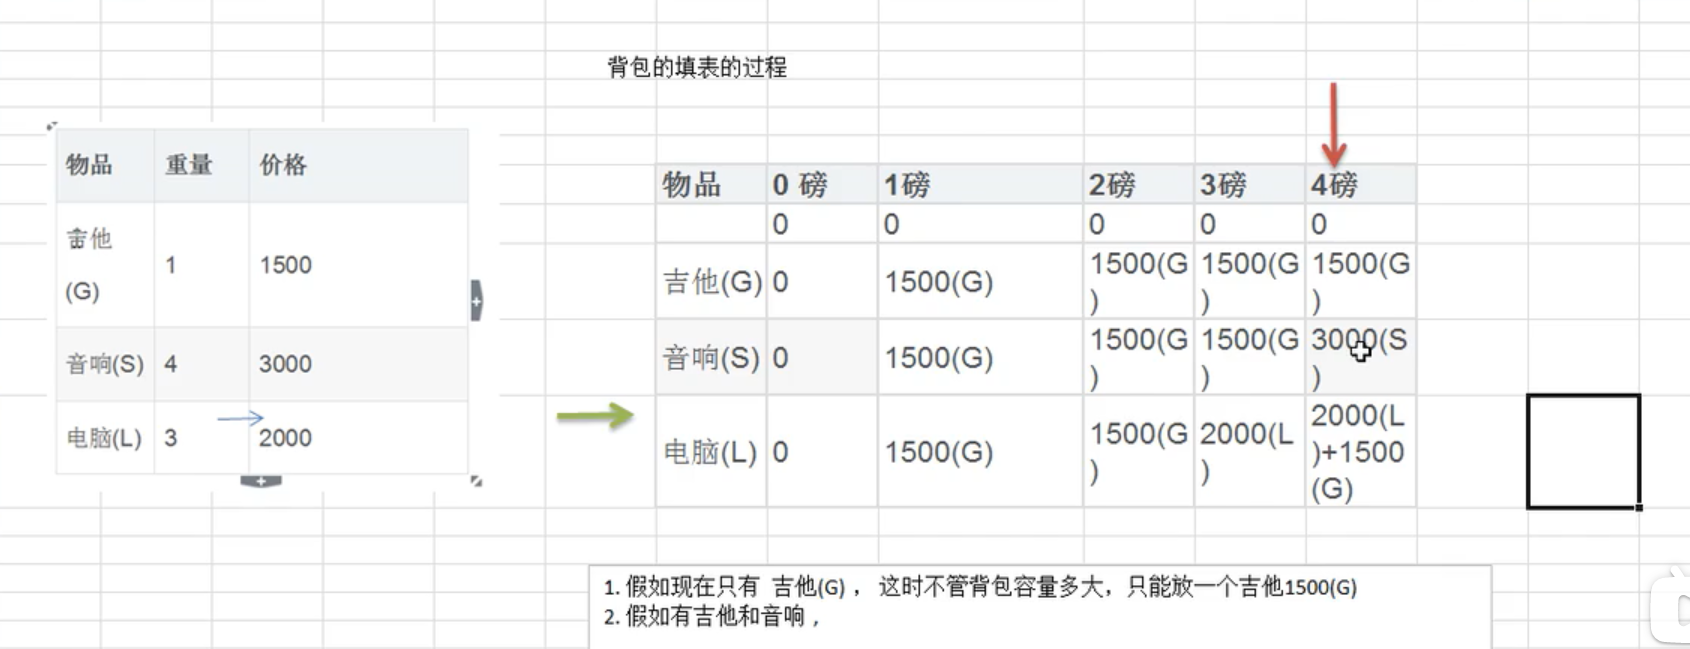 背包的填表的过程
物品 重量 价格
吉他
(G) 1 1500
音响(S) 4 3000
电脑(L) 3 2000
物品 0 磅 1磅 2磅 3磅 4磅
0 0 0 0 0
吉他(G) 0 1500(G) 1500(G) 1500(G) 1500(G)
音响(S) 0 1500(G) 1500(G) 1500(G) 3000(S)
电脑(L) 0 1500(G) 1500(G) 2000(L) 2000(L)+1500(G)
1. 假如现在只有 吉他(G) ， 这时不管背包容量多大，只能放一个吉他1500(G)
2. 假如有吉他和音响，